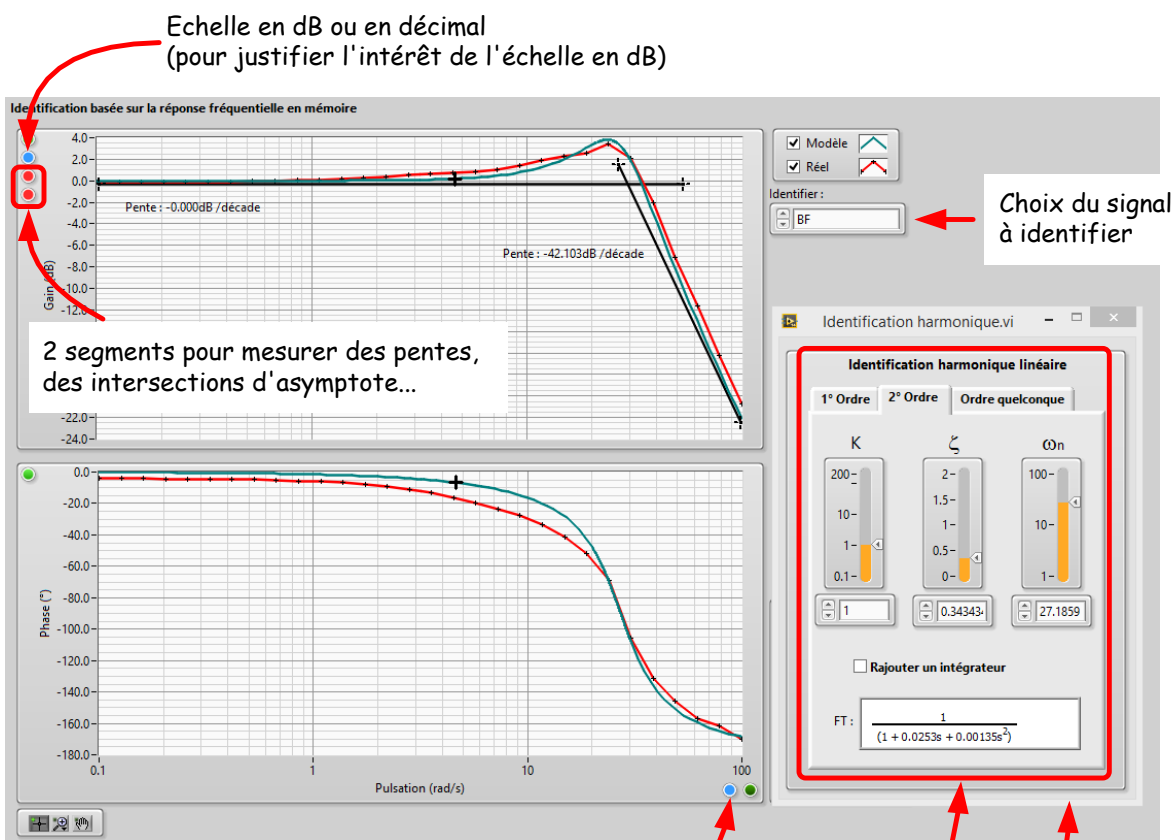 Echelle en dB ou en décimal
(pour justifier l'intérêt de l'échelle en dB)
Identification basée sur la réponse fréquentielle en mémoire
4.0
2.0
0.0
-2.0
-4.0
-6.0
-8.0
-10.0
-12.0
-22.0
-24.0
Gain (dB)
Pente : -0.000dB /décade
Pente : -42.103dB /décade
Modèle
Réel
Identifier :
BF
Choix du signal
à identifier
2 segments pour mesurer des pentes,
des intersections d'asymptote...
0.0
-20.0
-40.0
-60.0
-80.0
-100.0
-120.0
-140.0
-160.0
-180.0
Phase (°)
0.1
1
10
100
Pulsation (rad/s)
Identification harmonique.vi
Identification harmonique linéaire
1° Ordre 2° Ordre Ordre quelconque
K ζ ωn
200
10
1
0.1
2
1.5
1
0.5
0
100
10
1
1 0.34343 27.1859
Rajouter un intégrateur
FT :
1
(1 + 0.0253s + 0.00135s²)